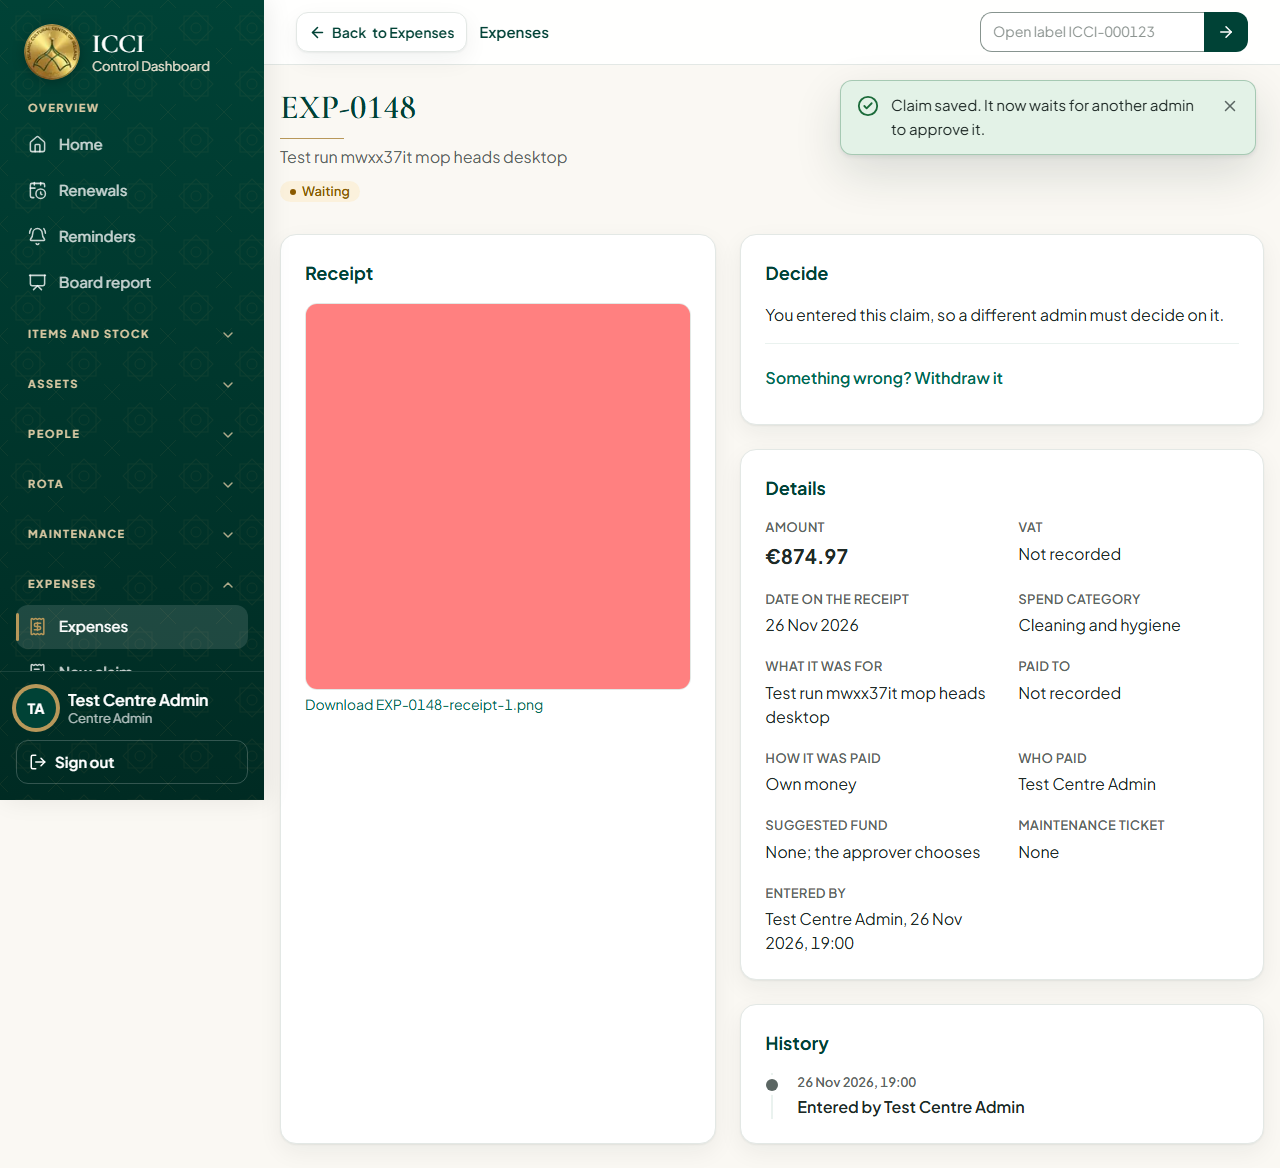 ICCI
Control Dashboard
OVERVIEW
Home
Renewals
Reminders
Board report
ITEMS AND STOCK
ASSETS
PEOPLE
ROTA
MAINTENANCE
EXPENSES
Expenses
New claim
TA
Test Centre Admin
Centre Admin
Sign out
Back to Expenses
Expenses
Open label ICCI-000123
EXP-0148
Test run mwxx37it mop heads desktop
Waiting
Claim saved. It now waits for another admin
to approve it.
Receipt
Download EXP-0148-receipt-1.png
Decide
You entered this claim, so a different admin must decide on it.
Something wrong? Withdraw it
Details
AMOUNT
€874.97
VAT
Not recorded
DATE ON THE RECEIPT
26 Nov 2026
SPEND CATEGORY
Cleaning and hygiene
WHAT IT WAS FOR
Test run mwxx37it mop heads
desktop
PAID TO
Not recorded
HOW IT WAS PAID
Own money
WHO PAID
Test Centre Admin
SUGGESTED FUND
None; the approver chooses
MAINTENANCE TICKET
None
ENTERED BY
Test Centre Admin, 26 Nov
2026, 19:00
History
26 Nov 2026, 19:00
Entered by Test Centre Admin